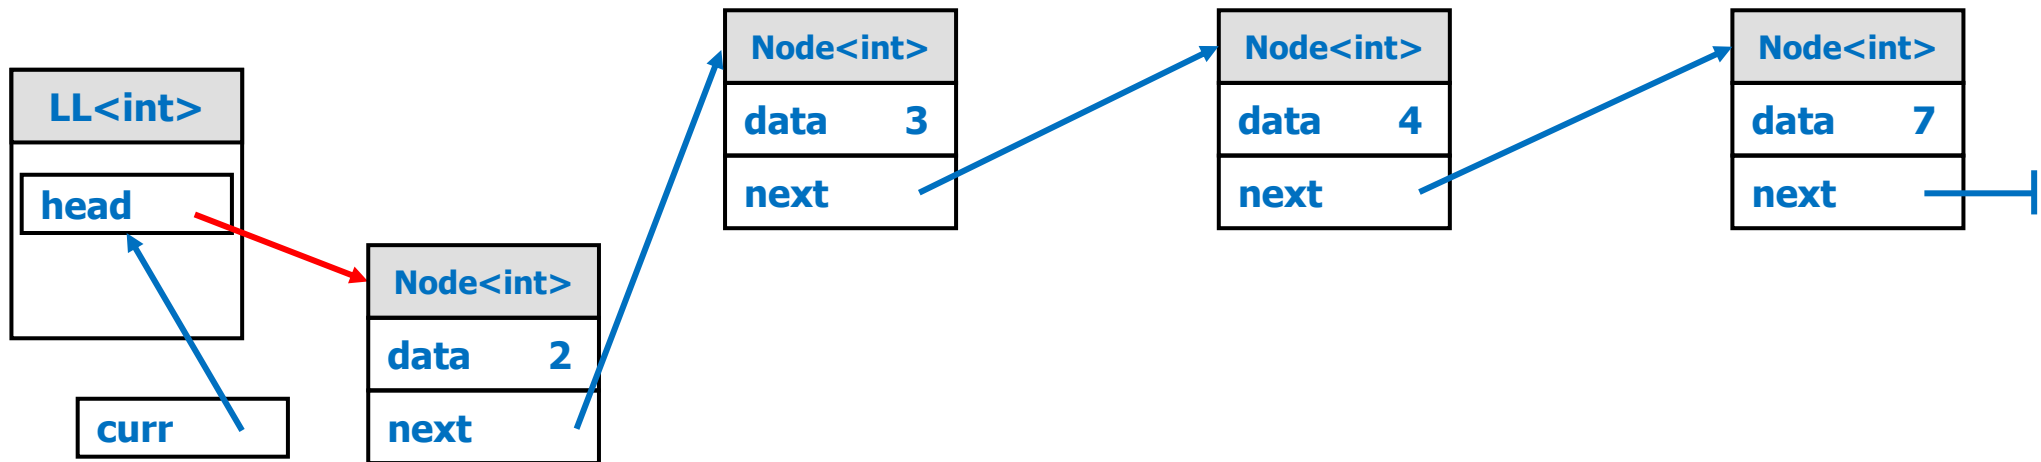 LL<int>
head
curr
Node<int>
data 2
next
Node<int>
data 3
next
Node<int>
data 4
next
Node<int>
data 7
next